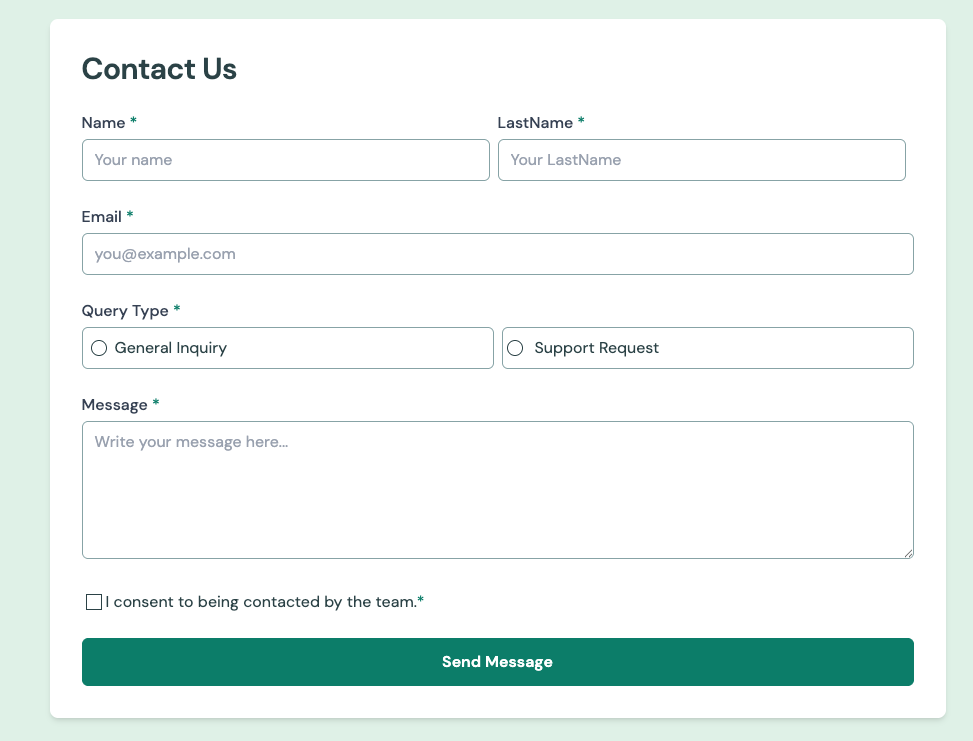 Contact Us
Name * LastName *
Your name Your LastName
Email *
you@example.com
Query Type *
General Inquiry Support Request
Message *
Write your message here...
I consent to being contacted by the team.*
Send Message